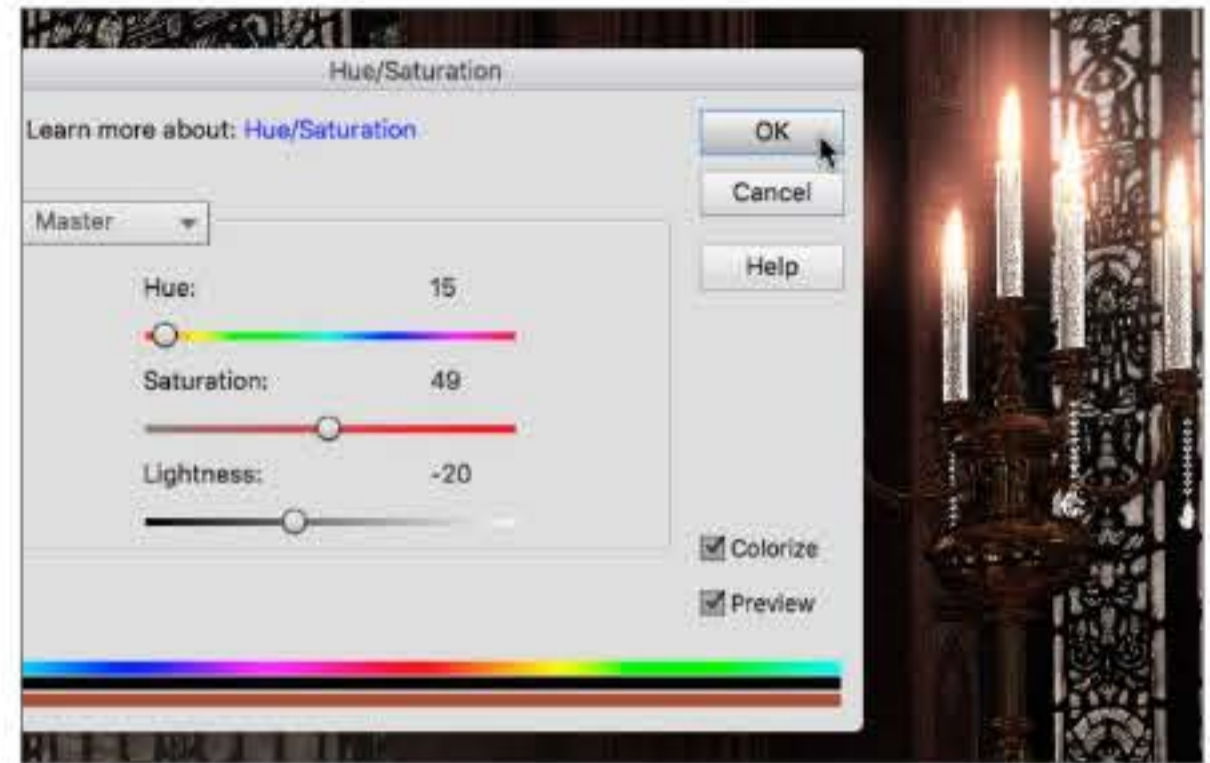 Hue/Saturation
Learn more about: Hue/Saturation
OK
Cancel
Master
Help
Hue: 15
Saturation: 49
Lightness: -20
Colorize
Preview